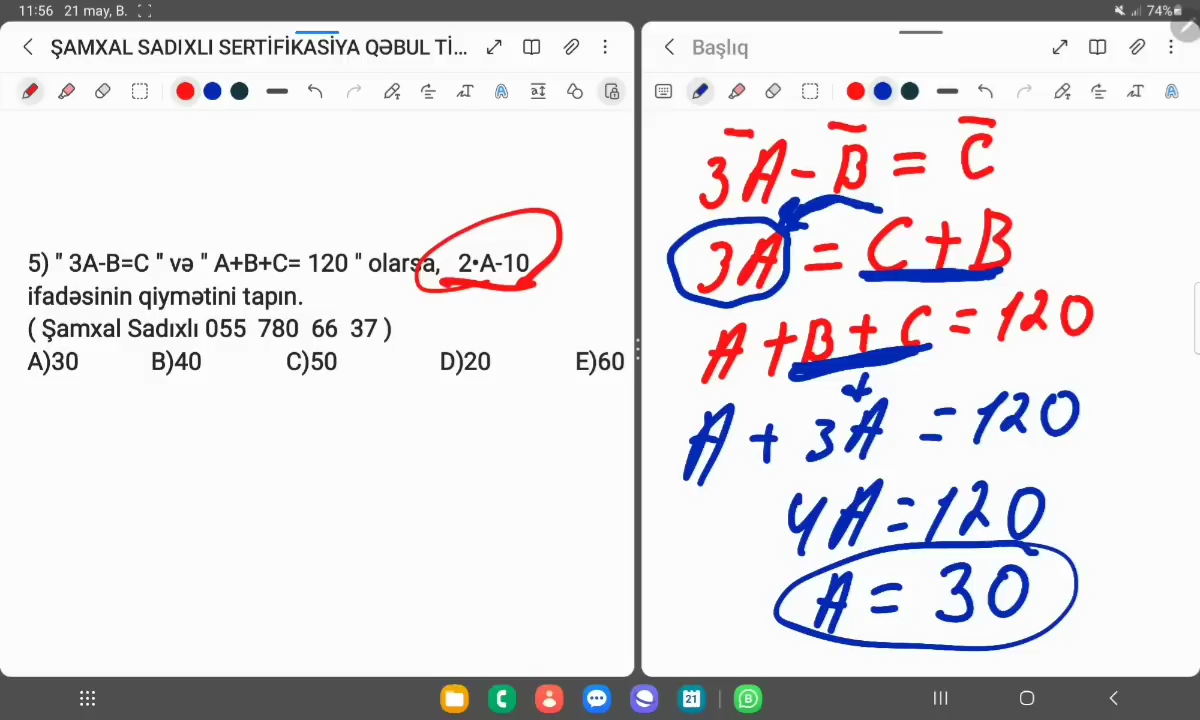 11:56 21 may, B. 74%
ŞAMXAL SADIXLI SERTİFİKASİYA QƏBUL Tİ...
5) " 3A-B=C " və " A+B+C= 120 " olarsa, 2•A-10
ifadəsinin qiymətini tapın.
( Şamxal Sadıxlı 055 780 66 37 )
A)30 B)40 C)50 D)20 E)60
Başlıq
3A - B = C
3A = C + B
A + B + C = 120
A + 3A = 120
4A = 120
A = 30
21